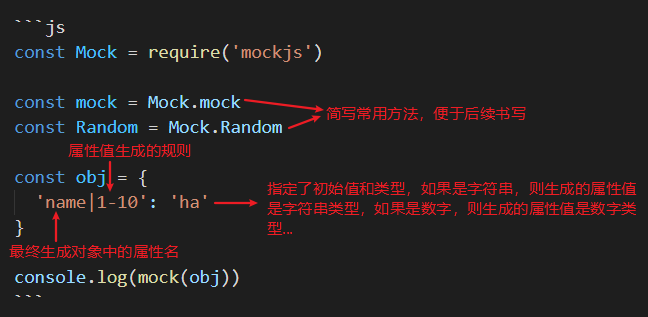 ```js
const Mock = require('mockjs')
const mock = Mock.mock
const Random = Mock.Random
简写常用方法，便于后续书写
属性值生成的规则
const obj = {
'name|1-10': 'ha'
}
指定了初始值和类型，如果是字符串，则生成的属性值
是字符串类型，如果是数字，则生成的属性值是数字类
型...
最终生成对象中的属性名
console.log(mock(obj))
```